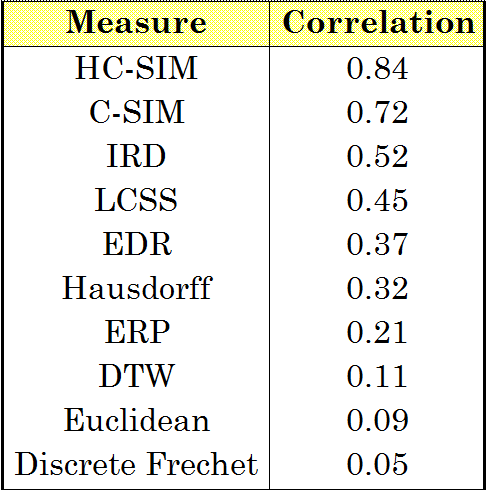 Measure Correlation
HC-SIM 0.84
C-SIM 0.72
IRD 0.52
LCSS 0.45
EDR 0.37
Hausdorff 0.32
ERP 0.21
DTW 0.11
Euclidean 0.09
Discrete Frechet 0.05